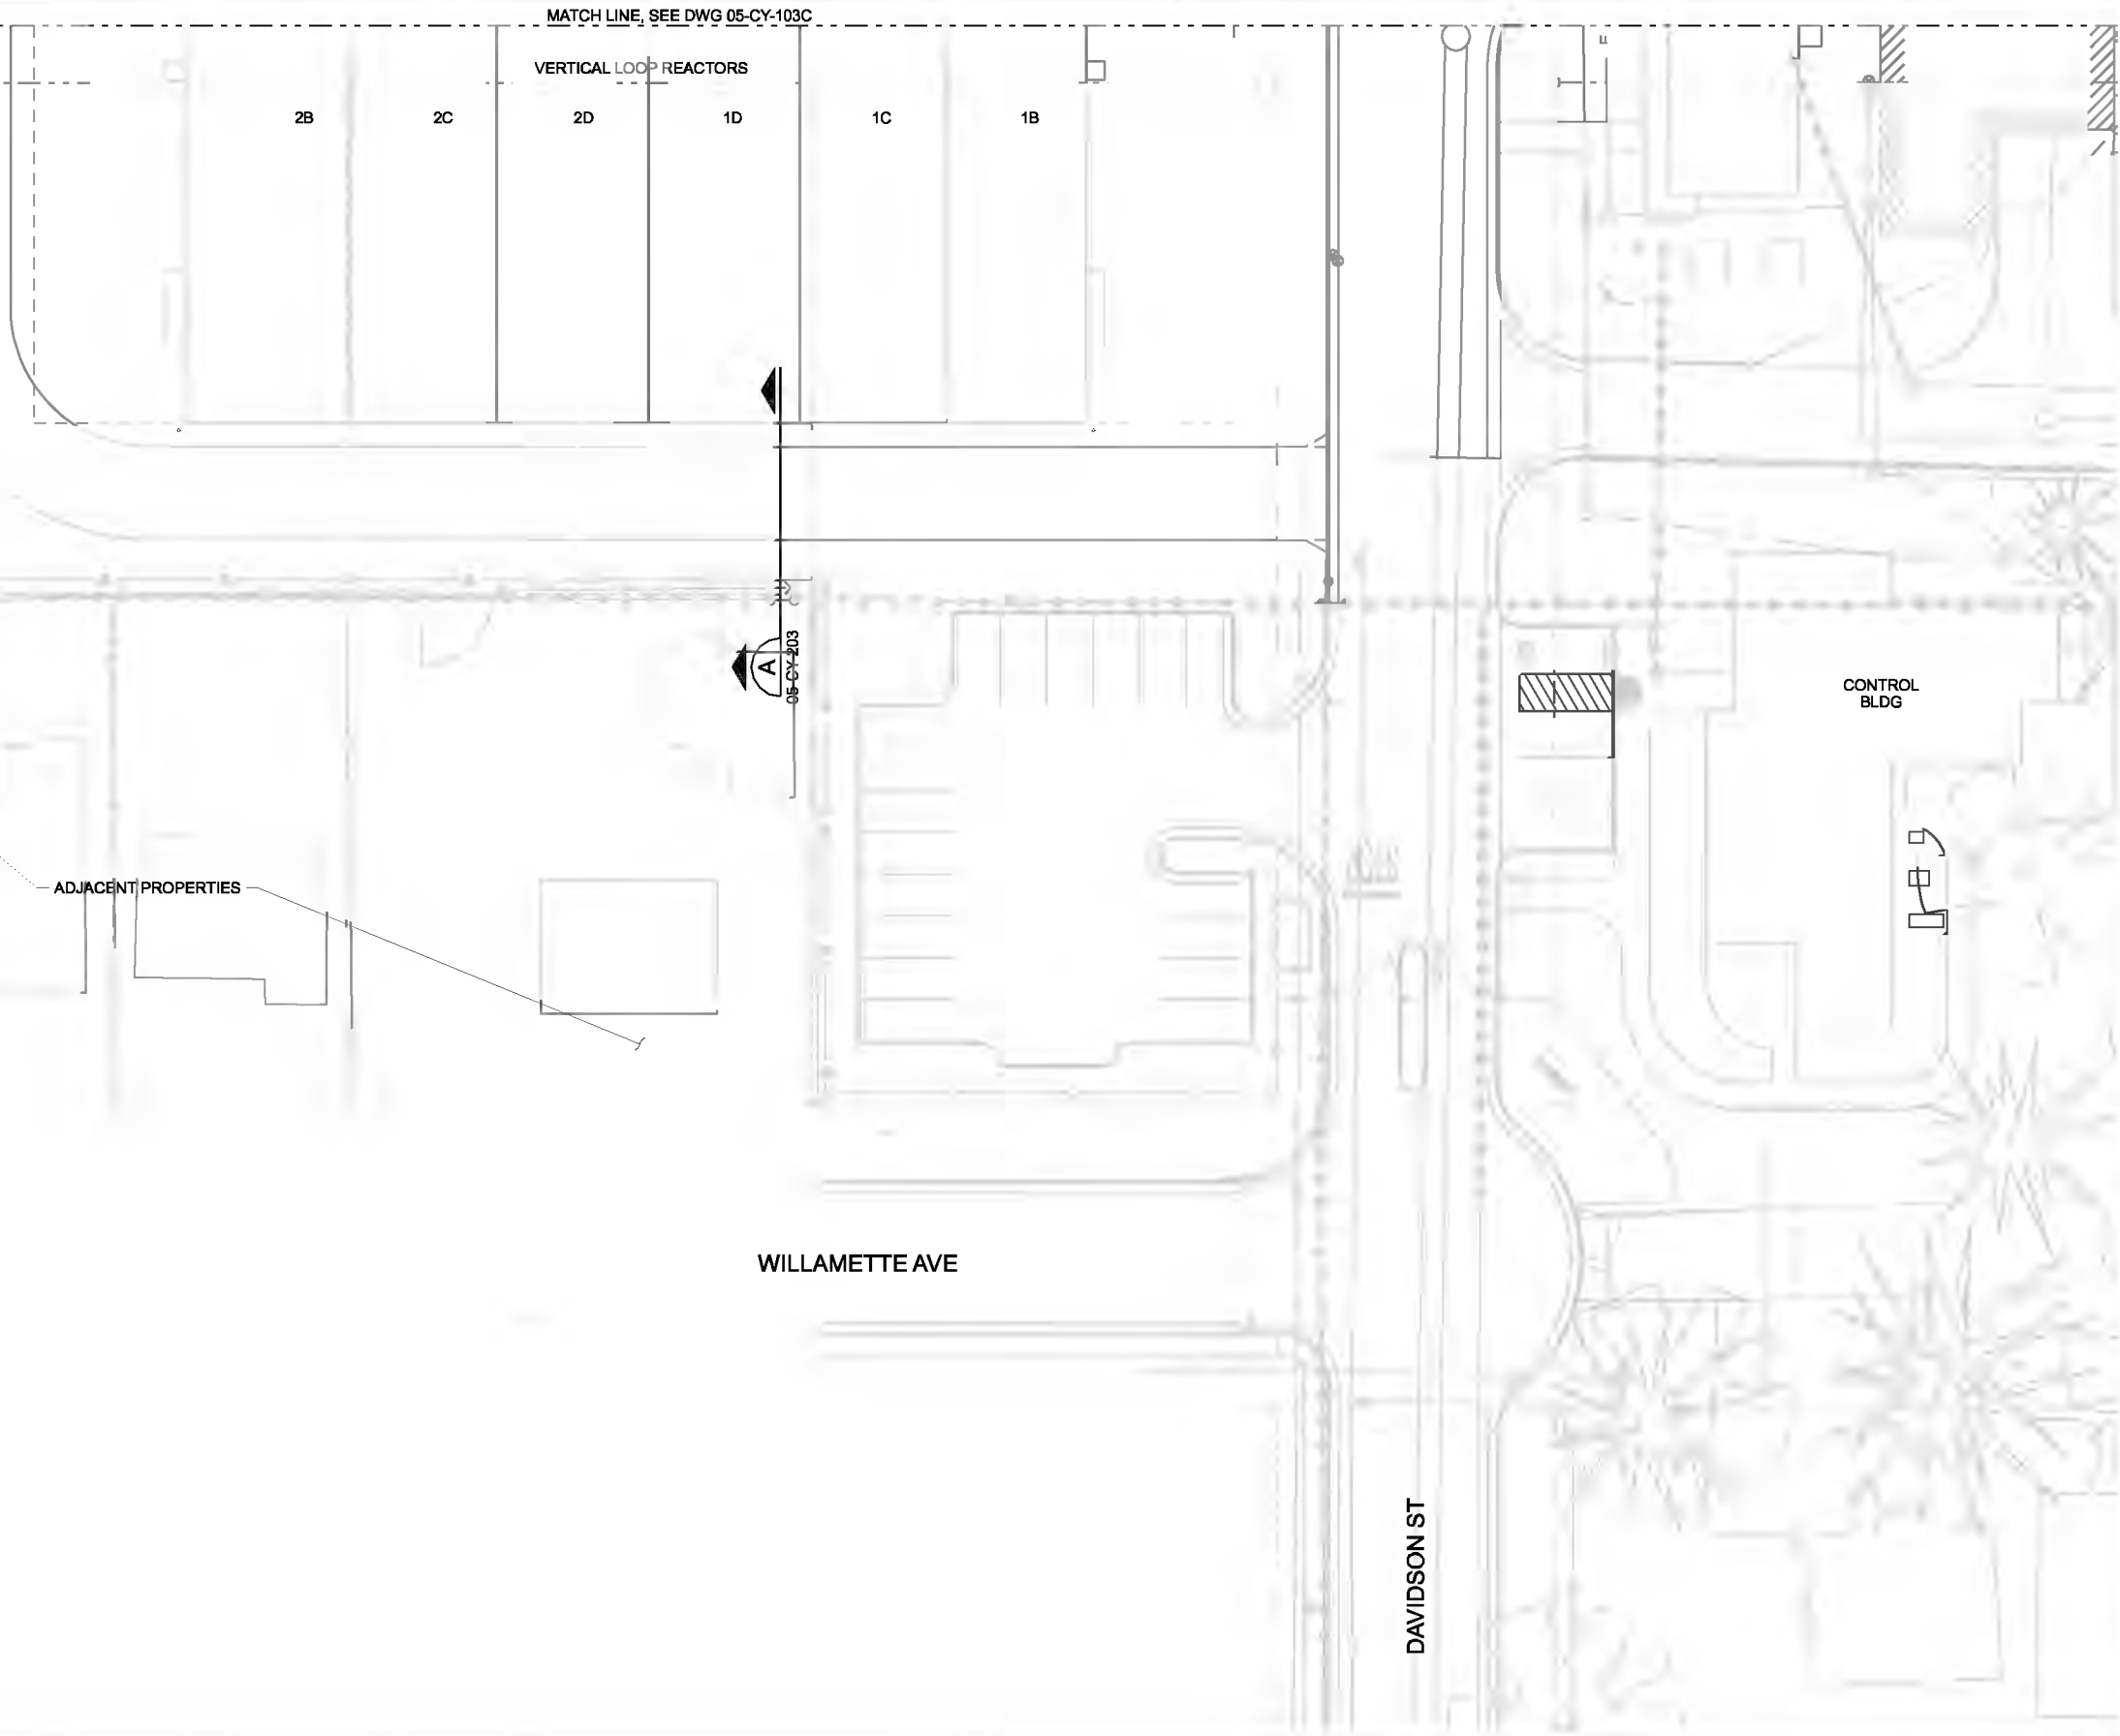 MATCH LINE, SEE DWG 05-CY-103C
VERTICAL LOOP REACTORS
2B 2C 2D 1D 1C 1B
A
05-CY-203
CONTROL
BLDG
ADJACENT PROPERTIES
WILLAMETTE AVE
DAVIDSON ST